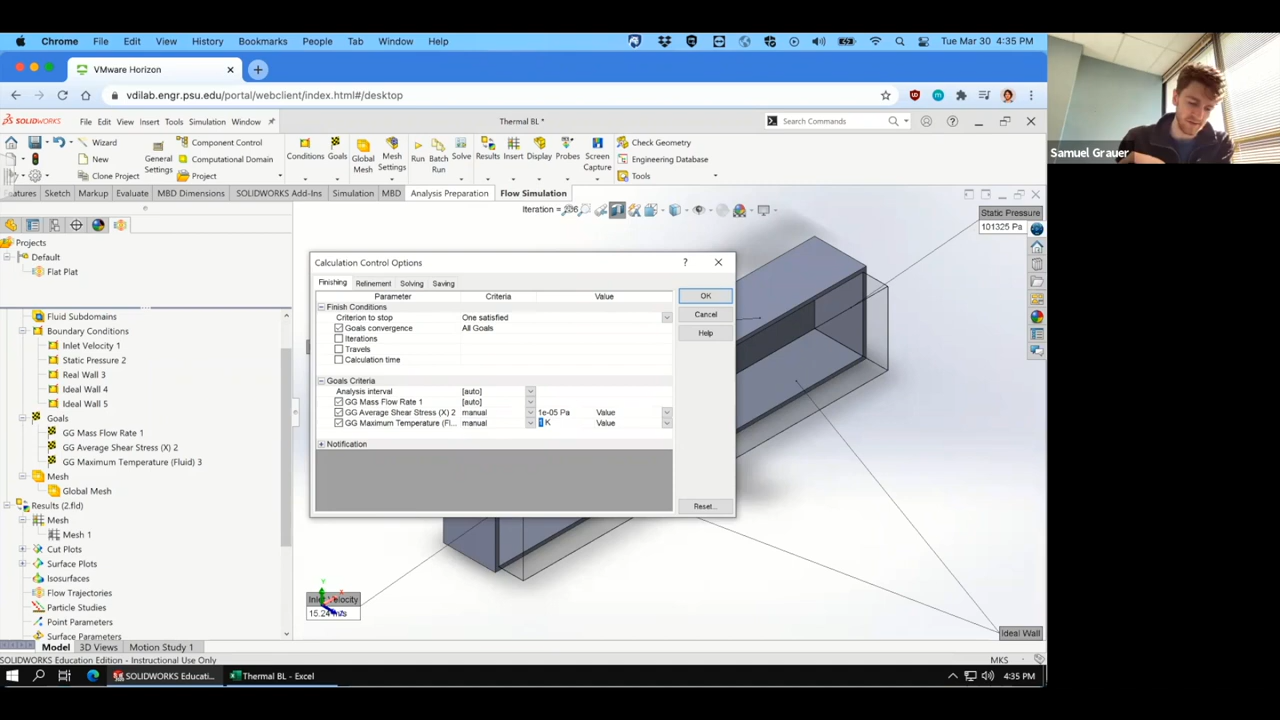 Chrome File Edit View History Bookmarks People Tab Window Help Tue Mar 30 4:35 PM
VMware Horizon
vdilab.engr.psu.edu/portal/webclient/index.html#/desktop
SOLIDWORKS File Edit Insert Tools Simulation Window Thermal BL * Search Commands
Wizard
New
Clone Project
General Settings
Component Control
Computational Domain
Project
Conditions
Goals
Global Mesh
Mesh Settings
Run
Batch Run
Solve
Results
Insert
Display
Probes
Screen Capture
Check Geometry
Engineering Database
Tools
Samuel Grauer
eatures Sketch Markup Evaluate MBD Dimensions SOLIDWORKS Add-Ins Simulation MBD Analysis Preparation Flow Simulation
Iteration =
Static Pressure
101325 Pa
Projects
Default
Flat Plat
Fluid Subdomains
Boundary Conditions
Inlet Velocity 1
Static Pressure 2
Real Wall 3
Ideal Wall 4
Ideal Wall 5
Goals
GG Mass Flow Rate 1
GG Average Shear Stress (X) 2
GG Maximum Temperature (Fluid) 3
Mesh
Global Mesh
Results (2.fld)
Mesh
Mesh 1
Cut Plots
Surface Plots
Isosurfaces
Flow Trajectories
Particle Studies
Point Parameters
Surface Parameters
Calculation Control Options ?
Finishing Refinement Solving Saving
Parameter Criteria Value
Finish Conditions
Criterion to stop One satisfied
Goals convergence All Goals
Iterations
Travels
Calculation time
Goals Criteria
Analysis interval [auto]
GG Mass Flow Rate 1 [auto]
GG Average Shear Stress (X) 2 manual 1e-05 Pa Value
GG Maximum Temperature (Fl... manual 1 K Value
Notification
OK
Cancel
Help
Reset...
Inlet Velocity
15.24 m/s
Ideal Wall
Model 3D Views Motion Study 1
SOLIDWORKS Education Edition - Instructional Use Only MKS
SOLIDWORKS Educati... Thermal BL - Excel 4:35 PM